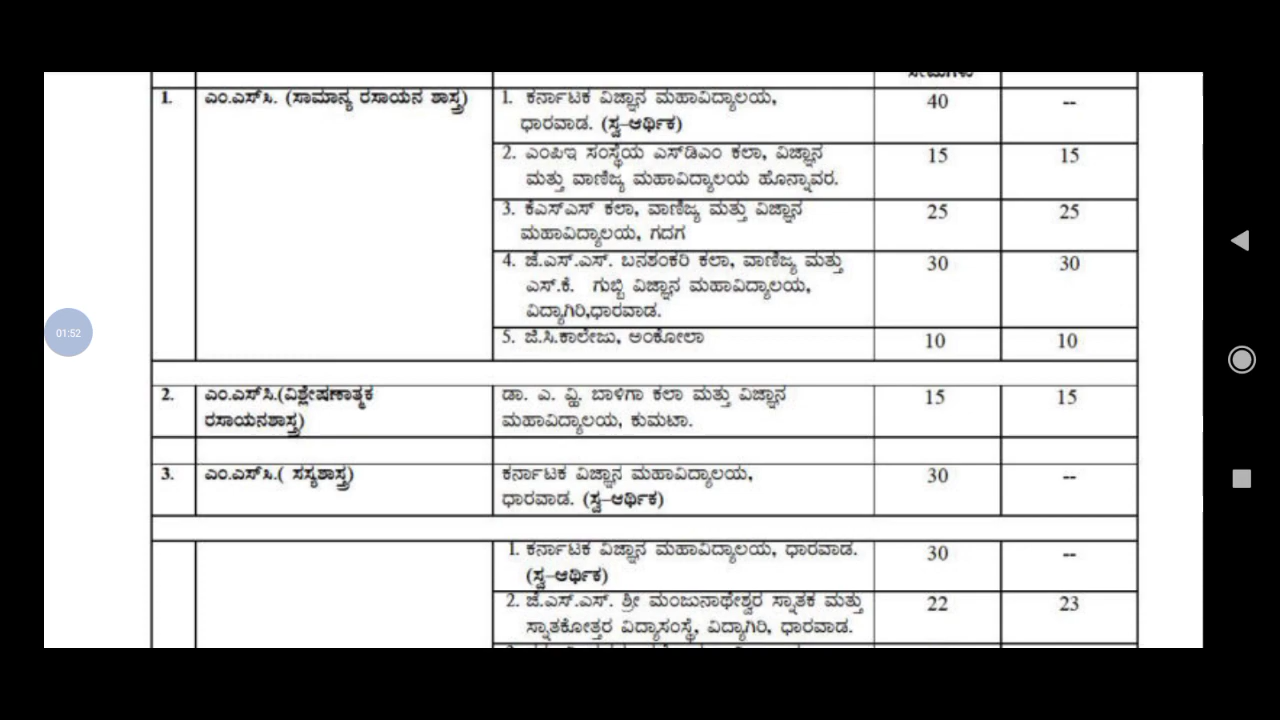 1. ಎಂ.ಎಸ್‌ಸಿ. (ಸಾಮಾನ್ಯ ರಸಾಯನ ಶಾಸ್ತ್ರ) 1. ಕರ್ನಾಟಕ ವಿಜ್ಞಾನ ಮಹಾವಿದ್ಯಾಲಯ, 40 --
ಧಾರವಾಡ. (ಸ್ವ-ಆರ್ಥಿಕ)
2. ಎಂಪಿಇ ಸಂಸ್ಥೆಯ ಎಸ್‌ಡಿಎಂ ಕಲಾ, ವಿಜ್ಞಾನ 15 15
ಮತ್ತು ವಾಣಿಜ್ಯ ಮಹಾವಿದ್ಯಾಲಯ ಹೊನ್ನಾವರ.
3. ಕೆಎಸ್‌ಎಸ್ ಕಲಾ, ವಾಣಿಜ್ಯ ಮತ್ತು ವಿಜ್ಞಾನ 25 25
ಮಹಾವಿದ್ಯಾಲಯ, ಗದಗ
4. ಜೆ.ಎಸ್.ಎಸ್. ಬನಶಂಕರಿ ಕಲಾ, ವಾಣಿಜ್ಯ ಮತ್ತು 30 30
ಎಸ್.ಕೆ. ಗುಬ್ಬಿ ವಿಜ್ಞಾನ ಮಹಾವಿದ್ಯಾಲಯ,
ವಿದ್ಯಾಗಿರಿ,ಧಾರವಾಡ.
5. ಜಿ.ಸಿ.ಕಾಲೇಜು, ಅಂಕೋಲಾ 10 10
01:52
2. ಎಂ.ಎಸ್‌ಸಿ.(ವಿಶ್ಲೇಷಣಾತ್ಮಕ ಡಾ. ಎ. ವ್ಹಿ. ಬಾಳಿಗಾ ಕಲಾ ಮತ್ತು ವಿಜ್ಞಾನ 15 15
ರಸಾಯನಶಾಸ್ತ್ರ) ಮಹಾವಿದ್ಯಾಲಯ, ಕುಮಟಾ.
3. ಎಂ.ಎಸ್‌ಸಿ.( ಸಸ್ಯಶಾಸ್ತ್ರ) ಕರ್ನಾಟಕ ವಿಜ್ಞಾನ ಮಹಾವಿದ್ಯಾಲಯ, 30 --
ಧಾರವಾಡ. (ಸ್ವ-ಆರ್ಥಿಕ)
1. ಕರ್ನಾಟಕ ವಿಜ್ಞಾನ ಮಹಾವಿದ್ಯಾಲಯ, ಧಾರವಾಡ. 30 --
(ಸ್ವ-ಆರ್ಥಿಕ)
2. ಜೆ.ಎಸ್.ಎಸ್. ಶ್ರೀ ಮಂಜುನಾಥೇಶ್ವರ ಸ್ನಾತಕ ಮತ್ತು 22 23
ಸ್ನಾತಕೋತ್ತರ ವಿದ್ಯಾಸಂಸ್ಥೆ, ವಿದ್ಯಾಗಿರಿ, ಧಾರವಾಡ.